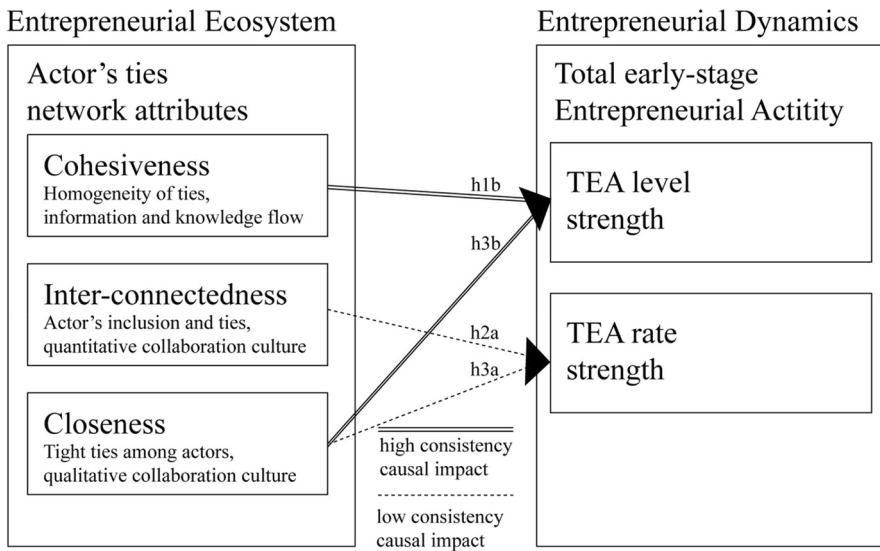 Entrepreneurial Ecosystem
Actor's ties
network attributes
Cohesiveness
Homogeneity of ties,
information and knowledge flow
Inter-connectedness
Actor's inclusion and ties,
quantitative collaboration culture
Closeness
Tight ties among actors,
qualitative collaboration culture
h1b
h3b
h2a
h3a
high consistency
causal impact
low consistency
causal impact
Entrepreneurial Dynamics
Total early-stage
Entrepreneurial Actitity
TEA level
strength
TEA rate
strength